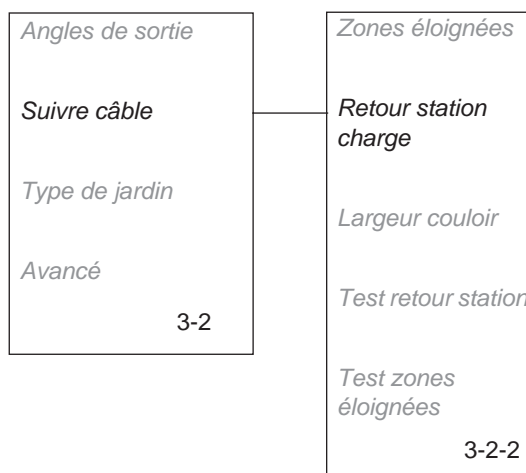 Angles de sortie
Suivre câble
Type de jardin
Avancé
3-2
Zones éloignées
Retour station
charge
Largeur couloir
Test retour station
Test zones
éloignées
3-2-2